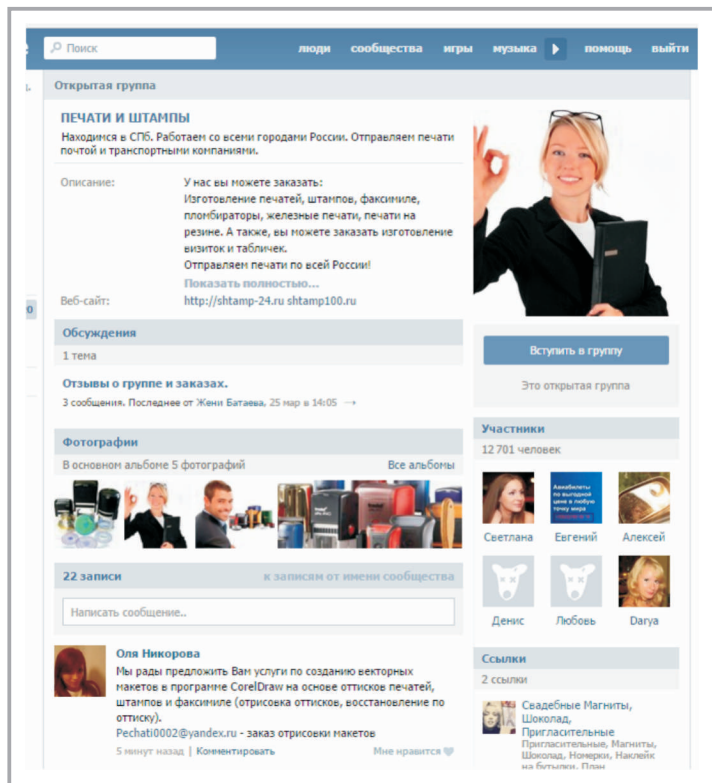 Поиск
люди сообщества игры музыка помощь выйти
Открытая группа
ПЕЧАТИ И ШТАМПЫ
Находимся в СПб. Работаем со всеми городами России. Отправляем печати
почтой и транспортными компаниями.
Описание:
У нас вы можете заказать:
Изготовление печатей, штампов, факсимиле,
пломбираторы, железные печати, печати на
резине. А также, вы можете заказать изготовление
визиток и табличек.
Отправляем печати по всей России!
Показать полностью...
Веб-сайт:
http://shtamp-24.ru shtamp100.ru
Обсуждения
1 тема
Отзывы о группе и заказах.
3 сообщения. Последнее от Жени Батаева, 25 мар в 14:05 →
Фотографии
В основном альбоме 5 фотографий
Все альбомы
22 записи
к записям от имени сообщества
Написать сообщение..
Оля Никорова
Мы рады предложить Вам услуги по созданию векторных
макетов в программе CorelDraw на основе оттисков печатей,
штампов и факсимиле (отрисовка оттисков, восстановление по
оттиску).
Pechati0002@yandex.ru - заказ отрисовки макетов
5 минут назад | Комментировать
Мне нравится
Вступить в группу
Это открытая группа
Участники
12 701 человек
Авиабилеты
по выгодной
цене в любую
точку мира
Светлана Евгений Алексей
Денис Любовь Darya
Ссылки
2 ссылки
Свадебные Магниты,
Шоколад,
Пригласительные
Пригласительные, Магниты,
Шоколад, Номерки, Наклейк
на бутылки, План